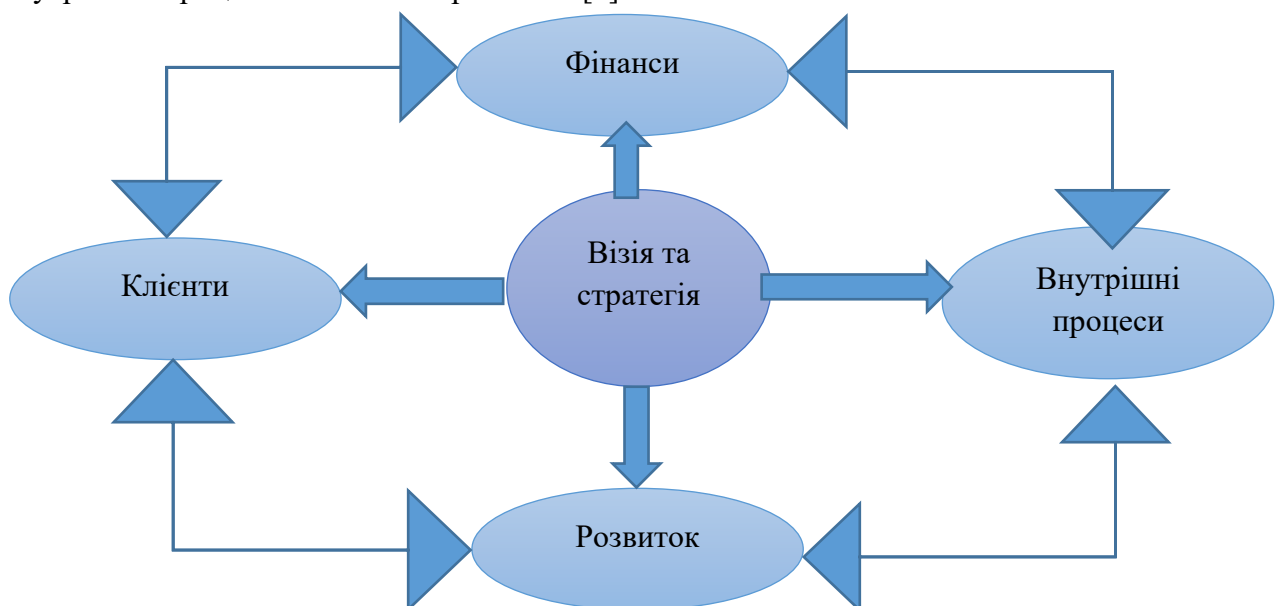 Фінанси
Візія та
стратегія
Клієнти
Внутрішні
процеси
Розвиток